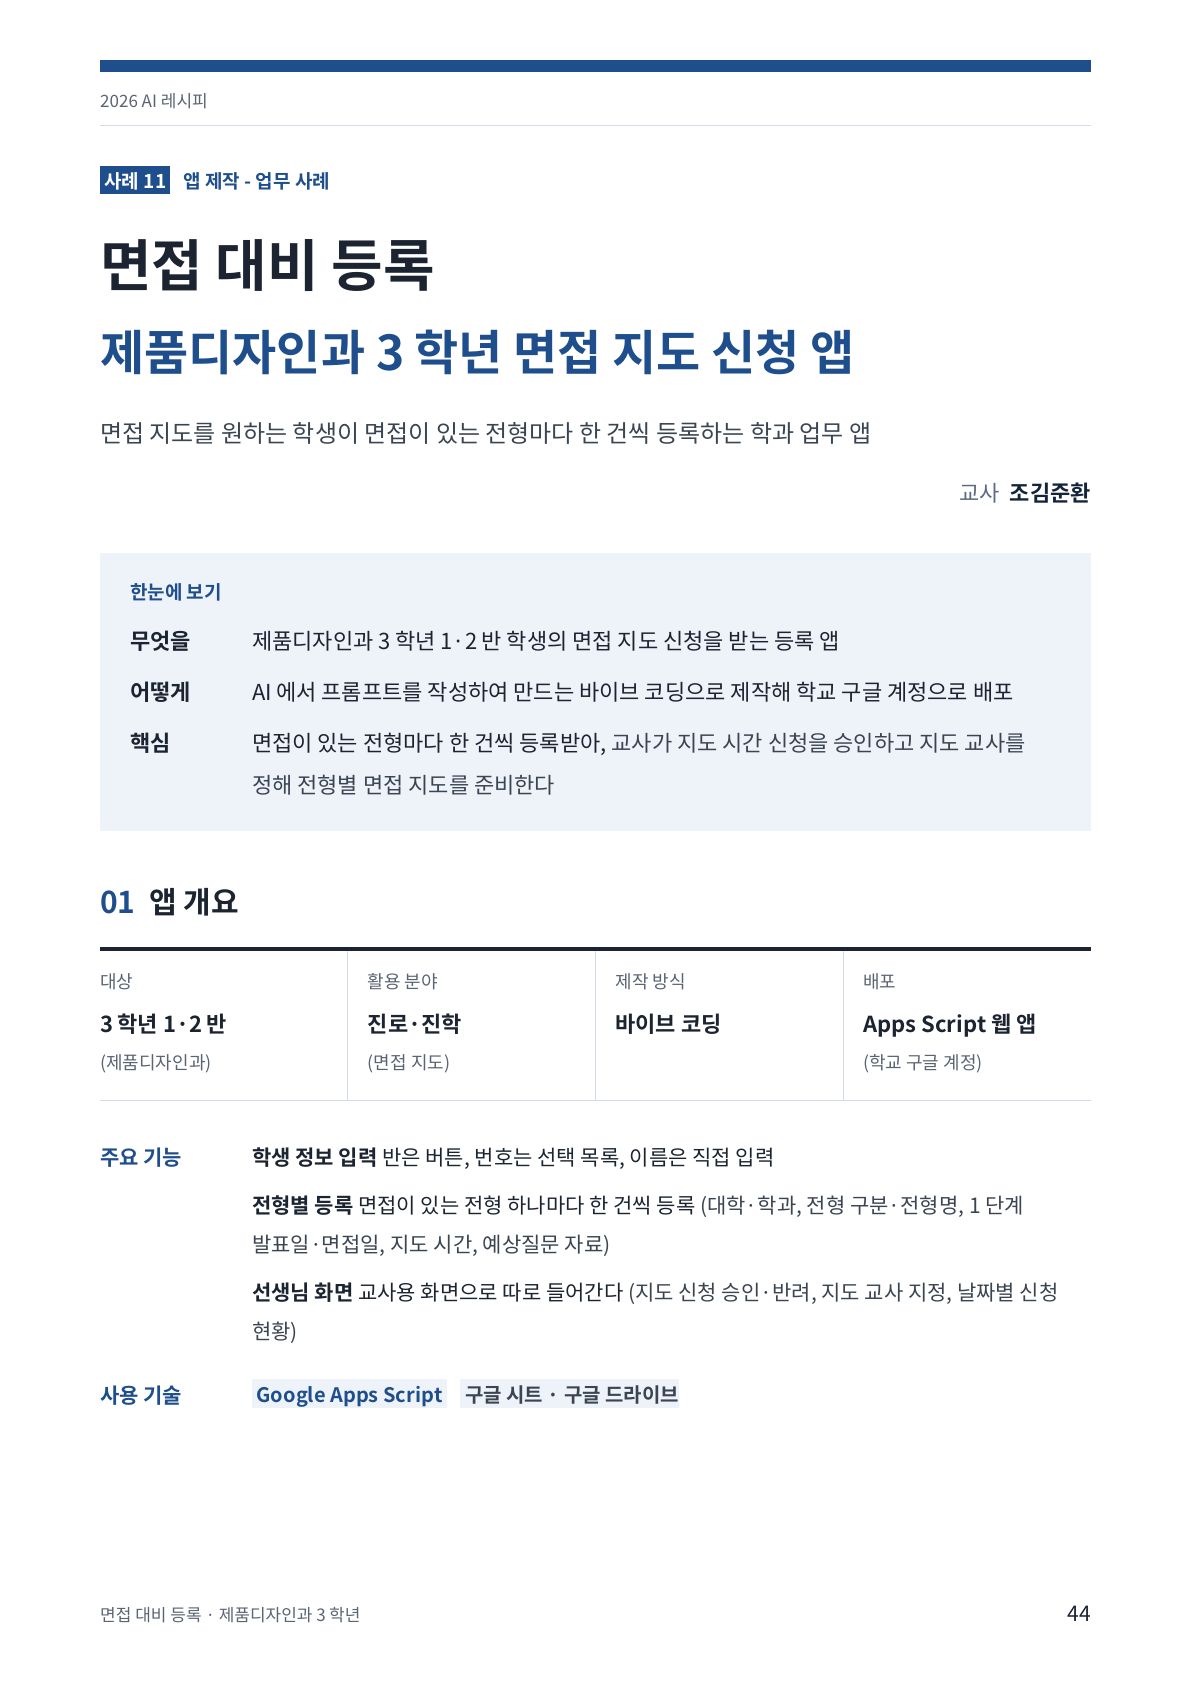 2026 AI 레시피
사례 11 앱 제작 - 업무 사례
면접 대비 등록
제품디자인과 3 학년 면접 지도 신청 앱
면접 지도를 원하는 학생이 면접이 있는 전형마다 한 건씩 등록하는 학과 업무 앱
교사 조김준환
한눈에 보기
무엇을 제품디자인과 3 학년 1·2 반 학생의 면접 지도 신청을 받는 등록 앱
어떻게 AI 에서 프롬프트를 작성하여 만드는 바이브 코딩으로 제작해 학교 구글 계정으로 배포
핵심 면접이 있는 전형마다 한 건씩 등록받아, 교사가 지도 시간 신청을 승인하고 지도 교사를
정해 전형별 면접 지도를 준비한다
01 앱 개요
대상 활용 분야 제작 방식 배포
3 학년 1·2 반 진로·진학 바이브 코딩 Apps Script 웹 앱
(제품디자인과) (면접 지도) (학교 구글 계정)
주요 기능 학생 정보 입력 반은 버튼, 번호는 선택 목록, 이름은 직접 입력
전형별 등록 면접이 있는 전형 하나마다 한 건씩 등록 (대학·학과, 전형 구분·전형명, 1 단계
발표일·면접일, 지도 시간, 예상질문 자료)
선생님 화면 교사용 화면으로 따로 들어간다 (지도 신청 승인·반려, 지도 교사 지정, 날짜별 신청
현황)
사용 기술 Google Apps Script 구글 시트 · 구글 드라이브
면접 대비 등록 · 제품디자인과 3 학년 44